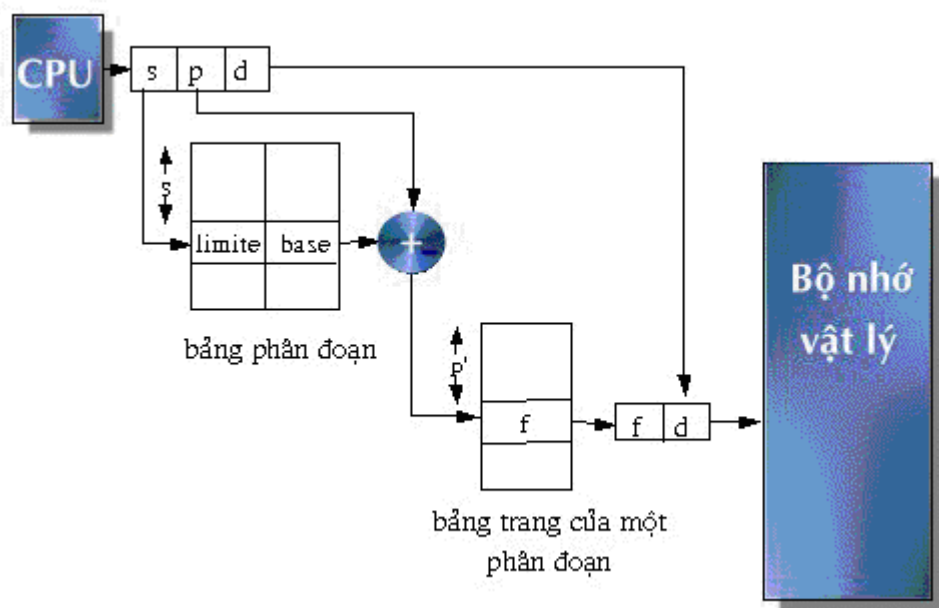 CPU
s p d
s
limite base
+
bảng phân đoạn
p'
f
f d
bảng trang của một
phân đoạn
Bộ nhớ
vật lý